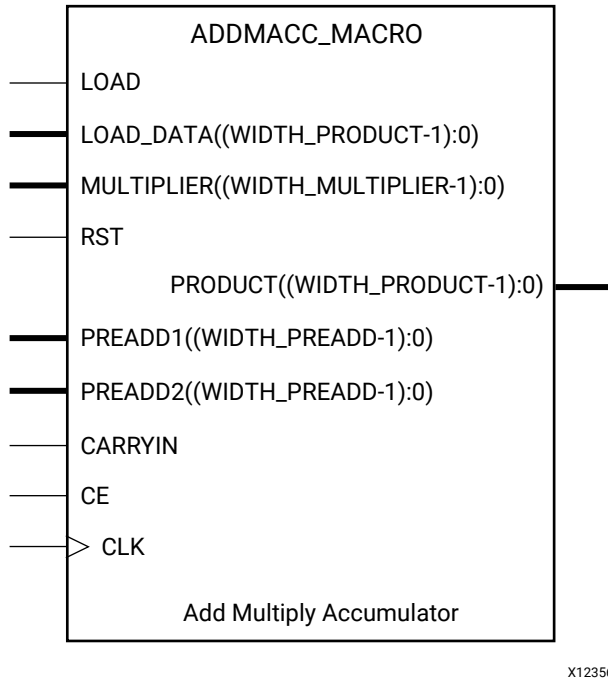 ADDMACC_MACRO
LOAD
LOAD_DATA((WIDTH_PRODUCT-1):0)
MULTIPLIER((WIDTH_MULTIPLIER-1):0)
RST
PRODUCT((WIDTH_PRODUCT-1):0)
PREADD1((WIDTH_PREADD-1):0)
PREADD2((WIDTH_PREADD-1):0)
CARRYIN
CE
CLK
Add Multiply Accumulator